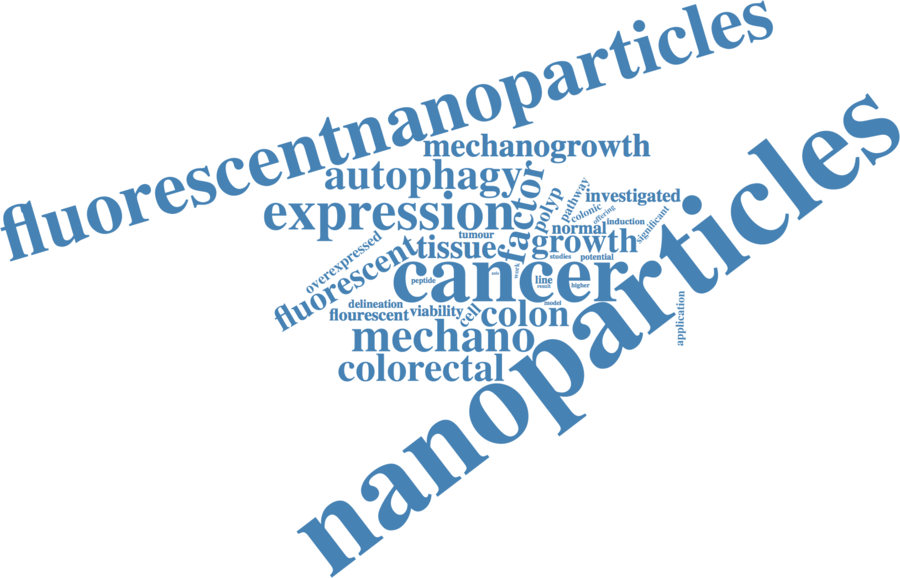 fluorescentnanoparticles
mechanogrowth
autophagy
factor
polyp
pathway
investigated
expression
colonic
offering
significant
normal
induction
tumour
overexpressed
fluorescent
tissue
growth
studies
potential
cancer
peptide
work
line
result
higher
nanoparticles
delineation
viability
cell
model
flourescent
colon
application
mechano
colorectal